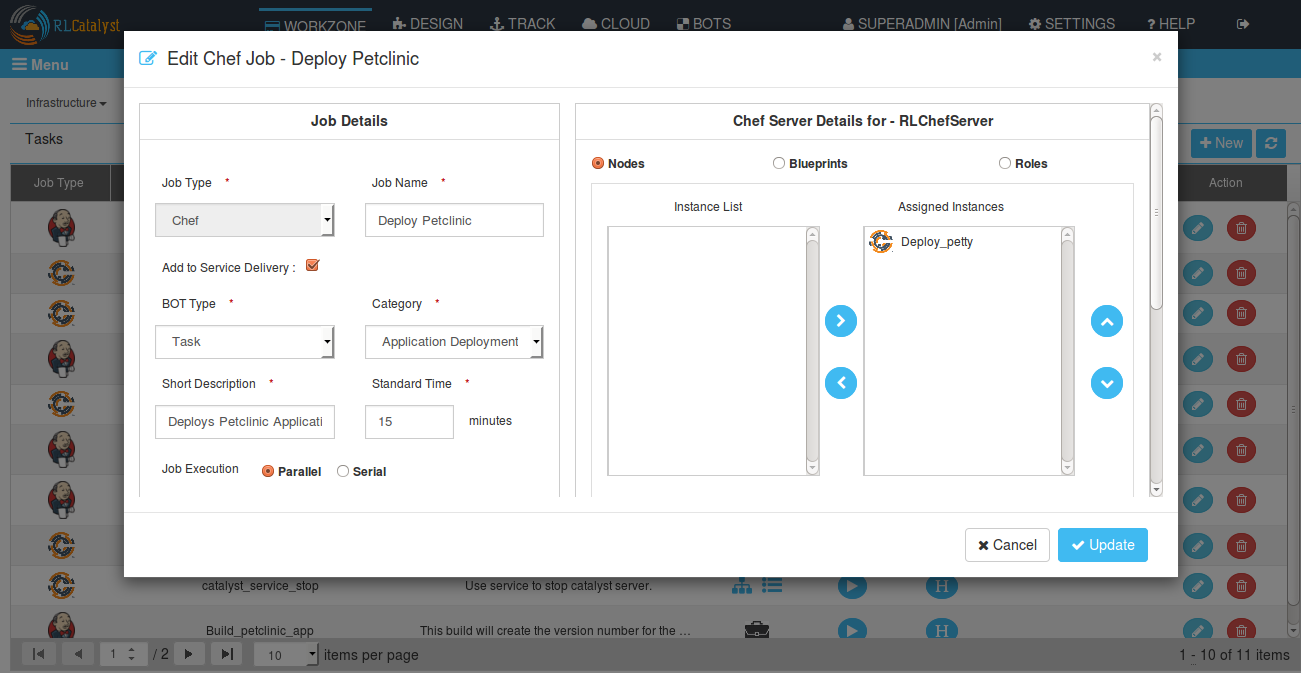 RLCatalyst
WORKZONE
DESIGN
TRACK
CLOUD
BOTS
SUPERADMIN [Admin]
SETTINGS
? HELP
Menu
Edit Chef Job - Deploy Petclinic
×
Infrastructure
Tasks
New
Job Type
Action
Job Details
Job Type *
Job Name *
Chef
Deploy Petclinic
Add to Service Delivery :
BOT Type *
Category *
Task
Application Deployment
Short Description *
Standard Time *
Deploys Petclinic Applicati
15
minutes
Job Execution
Parallel
Serial
Chef Server Details for - RLChefServer
Nodes
Blueprints
Roles
Instance List
Assigned Instances
Deploy_petty
Cancel
Update
catalyst_service_stop
Use service to stop catalyst server.
H
Build_petclinic_app
This build will create the version number for the ...
H
1
/ 2
10
items per page
1 - 10 of 11 items